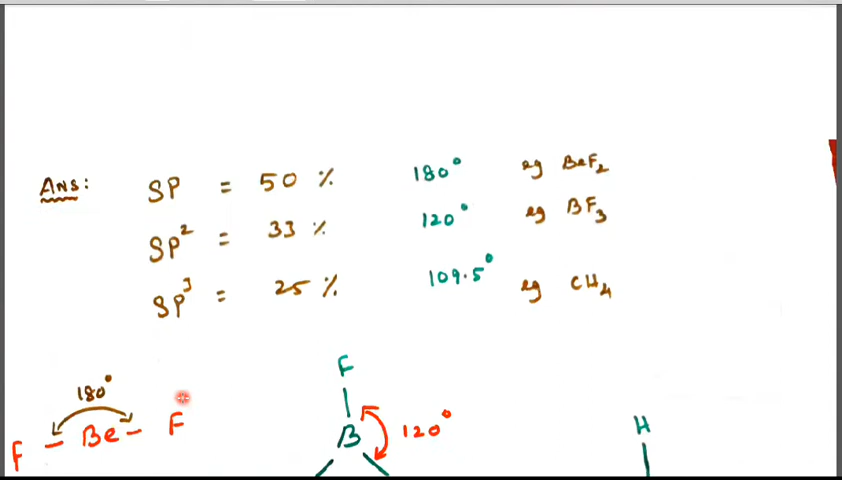 Ans: SP = 50 % 180° eg BeF₂
SP² = 33 % 120° eg BF₃
SP³ = 25 % 109.5° eg CH₄
180°
F - Be - F
F
B 120°
H